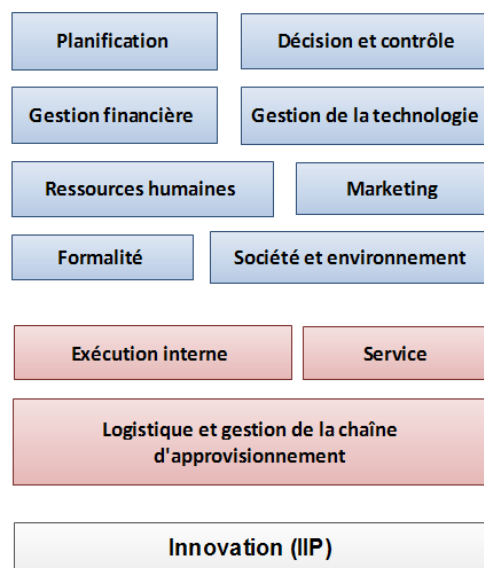 Planification
Décision et contrôle
Gestion financière
Gestion de la technologie
Ressources humaines
Marketing
Formalité
Société et environnement
Exécution interne
Service
Logistique et gestion de la chaîne
d'approvisionnement
Innovation (IIP)